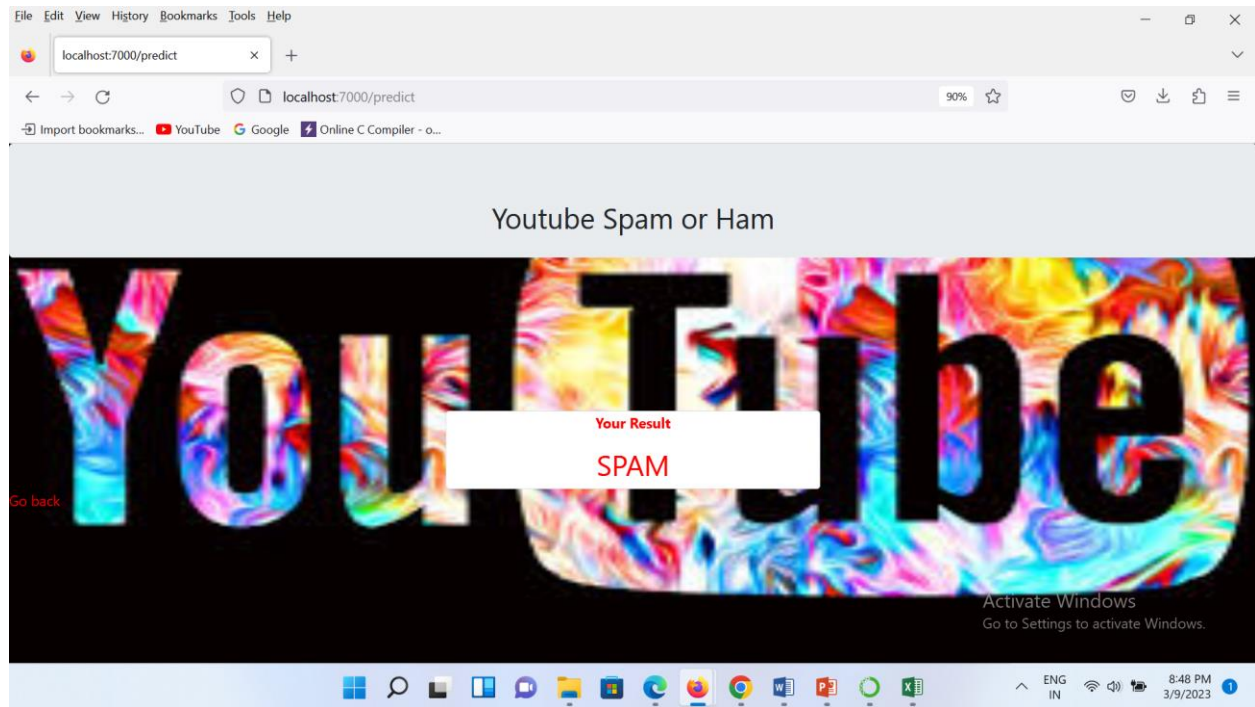 File Edit View History Bookmarks Tools Help
localhost:7000/predict
localhost:7000/predict 90%
Import bookmarks... YouTube Google Online C Compiler - o...
Youtube Spam or Ham
YouTube
Your Result
SPAM
Go back
Activate Windows
Go to Settings to activate Windows.
ENG 8:48 PM
IN 3/9/2023 1